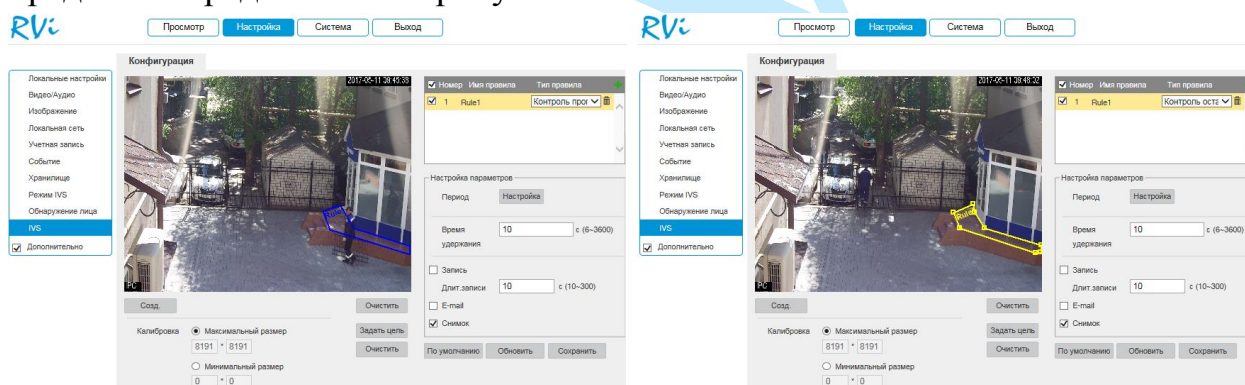 RVi
Просмотр Настройка Система Выход
Конфигурация
Локальные настройки
Видео/Аудио
Изображение
Локальная сеть
Учетная запись
Событие
Хранилище
Режим IVS
Обнаружение лица
IVS
Дополнительно
Rule1
PC
Созд. Очистить
Калибровка Максимальный размер Задать цель
8191 * 8191 Очистить
Минимальный размер
0 * 0
Номер Имя правила Тип правила
1 Rule1 Контроль прог
Настройка параметров
Период Настройка
Время 10 с (6~3600)
удержания
Запись
Длит.записи 10 с (10~300)
E-mail
Снимок
По умолчанию Обновить Сохранить
RVi
Просмотр Настройка Система Выход
Конфигурация
Локальные настройки
Видео/Аудио
Изображение
Локальная сеть
Учетная запись
Событие
Хранилище
Режим IVS
Обнаружение лица
IVS
Дополнительно
Rule1
PC
Созд. Очистить
Калибровка Максимальный размер Задать цель
8191 * 8191 Очистить
Минимальный размер
0 * 0
Номер Имя правила Тип правила
1 Rule1 Контроль оста
Настройка параметров
Период Настройка
Время 10 с (6~3600)
удержания
Запись
Длит.записи 10 с (10~300)
E-mail
Снимок
По умолчанию Обновить Сохранить